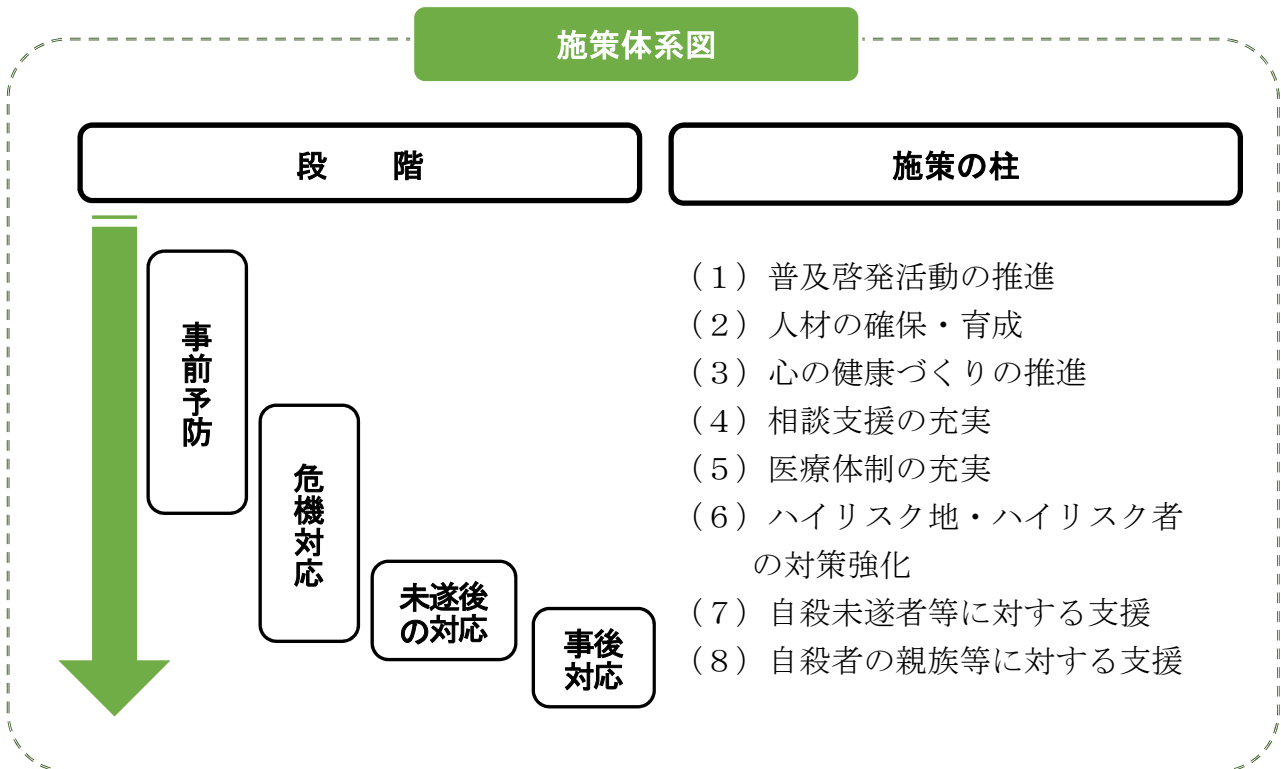 施策体系図
段　　階
施策の柱
事前予防
危機対応
未遂後
の対応
事後
対応
（１）普及啓発活動の推進
（２）人材の確保・育成
（３）心の健康づくりの推進
（４）相談支援の充実
（５）医療体制の充実
（６）ハイリスク地・ハイリスク者
の対策強化
（７）自殺未遂者等に対する支援
（８）自殺者の親族等に対する支援